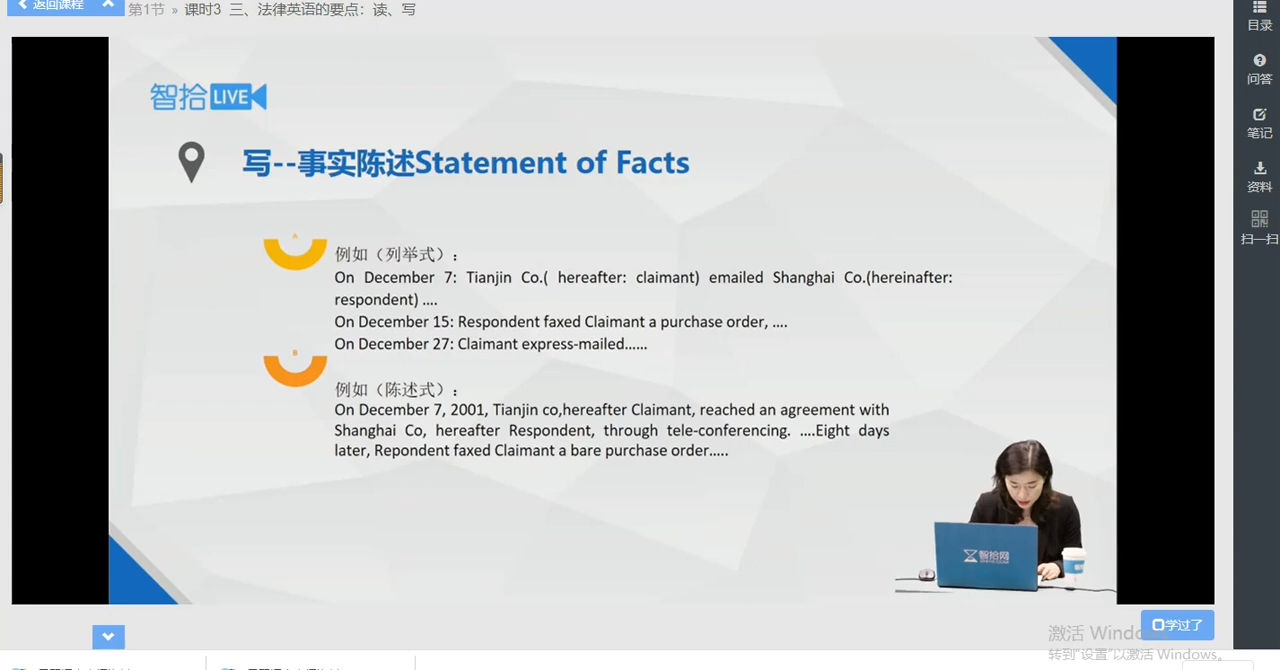 返回课程
第1节 » 课时3 三、法律英语的要点：读、写
目录
问答
笔记
资料
扫一扫
智拾LIVE
写--事实陈述Statement of Facts
A
例如（列举式）：
On December 7: Tianjin Co.( hereafter: claimant) emailed Shanghai Co.(hereinafter:
respondent) ....
On December 15: Respondent faxed Claimant a purchase order, ....
On December 27: Claimant express-mailed......
B
例如（陈述式）：
On December 7, 2001, Tianjin co,hereafter Claimant, reached an agreement with
Shanghai Co, hereafter Respondent, through tele-conferencing. ....Eight days
later, Repondent faxed Claimant a bare purchase order.....
智拾网
学过了
激活 Windows
转到"设置"以激活 Windows。